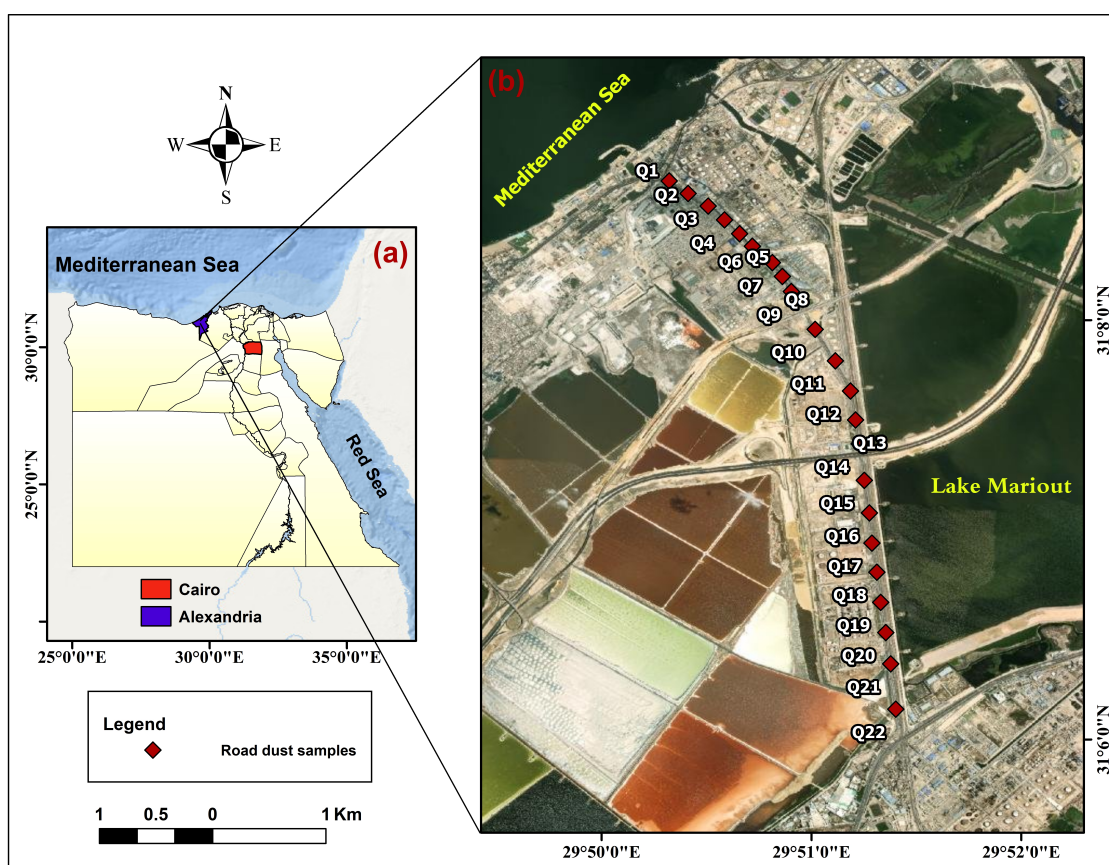 N
W E
S
(a)
Mediterranean Sea
Red Sea
30°0'0"N
25°0'0"N
Cairo
Alexandria
25°0'0"E 30°0'0"E 35°0'0"E
Legend
Road dust samples
1 0.5 0 1 Km
(b)
Mediterranean Sea
Q1
Q2
Q3
Q4
Q5
Q6
Q7
Q8
Q9
Q10
Q11
Q12
Q13
Q14
Q15
Q16
Q17
Q18
Q19
Q20
Q21
Q22
Lake Mariout
31°8'0"N
31°6'0"N
29°50'0"E 29°51'0"E 29°52'0"E